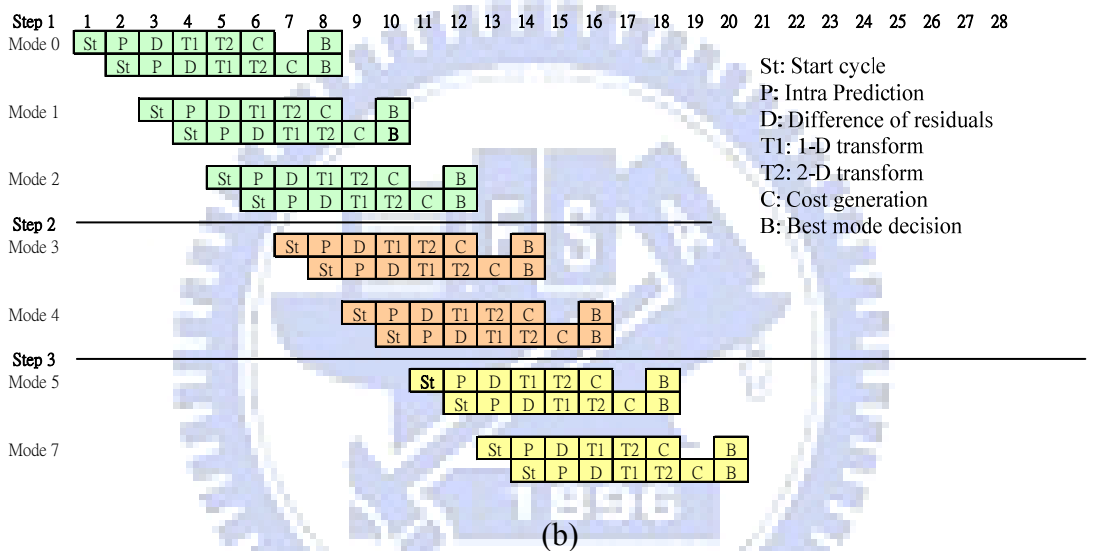 Step 1 1 2 3 4 5 6 7 8 9 10 11 12 13 14 15 16 17 18 19 20 21 22 23 24 25 26 27 28
Mode 0 St P D T1 T2 C B
St P D T1 T2 C B
Mode 1 St P D T1 T2 C B
St P D T1 T2 C B
Mode 2 St P D T1 T2 C B
St P D T1 T2 C B
Step 2
Mode 3 St P D T1 T2 C B
St P D T1 T2 C B
Mode 4 St P D T1 T2 C B
St P D T1 T2 C B
Step 3
Mode 5 St P D T1 T2 C B
St P D T1 T2 C B
Mode 7 St P D T1 T2 C B
St P D T1 T2 C B
St: Start cycle
P: Intra Prediction
D: Difference of residuals
T1: 1-D transform
T2: 2-D transform
C: Cost generation
B: Best mode decision
1896
(b)